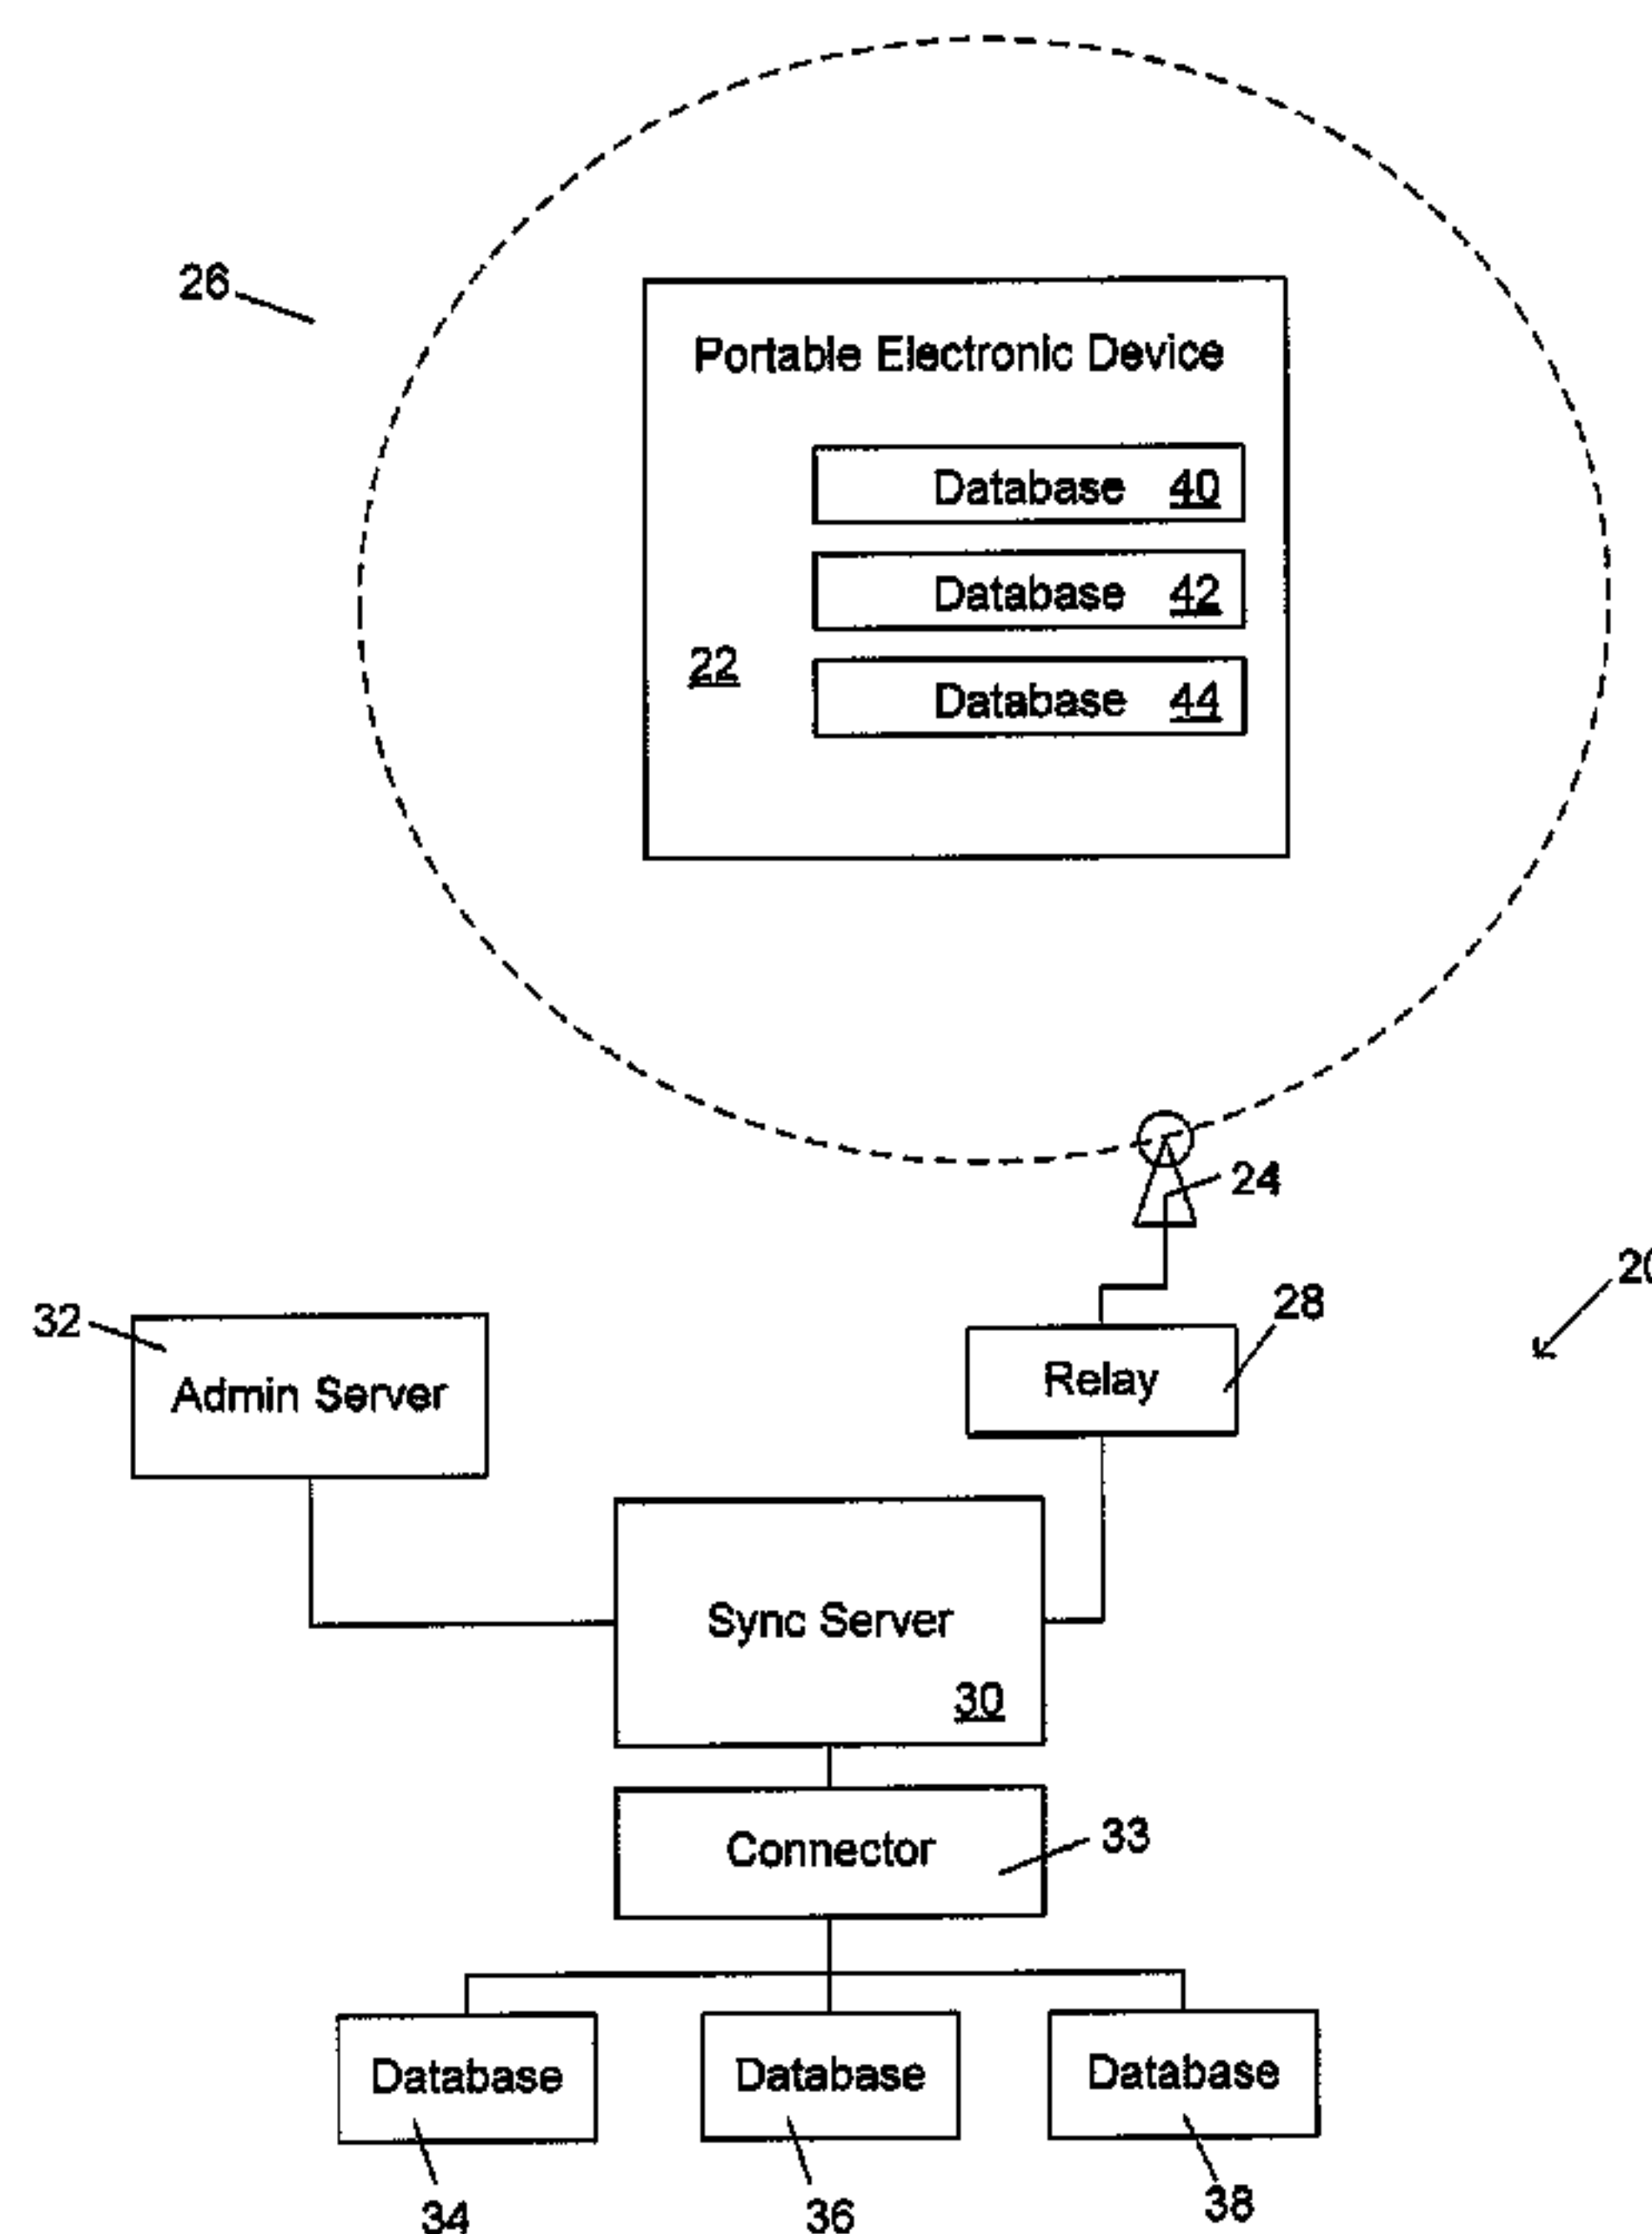 26
Portable Electronic Device
Database 40
Database 42
22
Database 44
24
20
32
28
Admin Server
Relay
Sync Server
30
Connector
33
Database
Database
Database
34
36
38